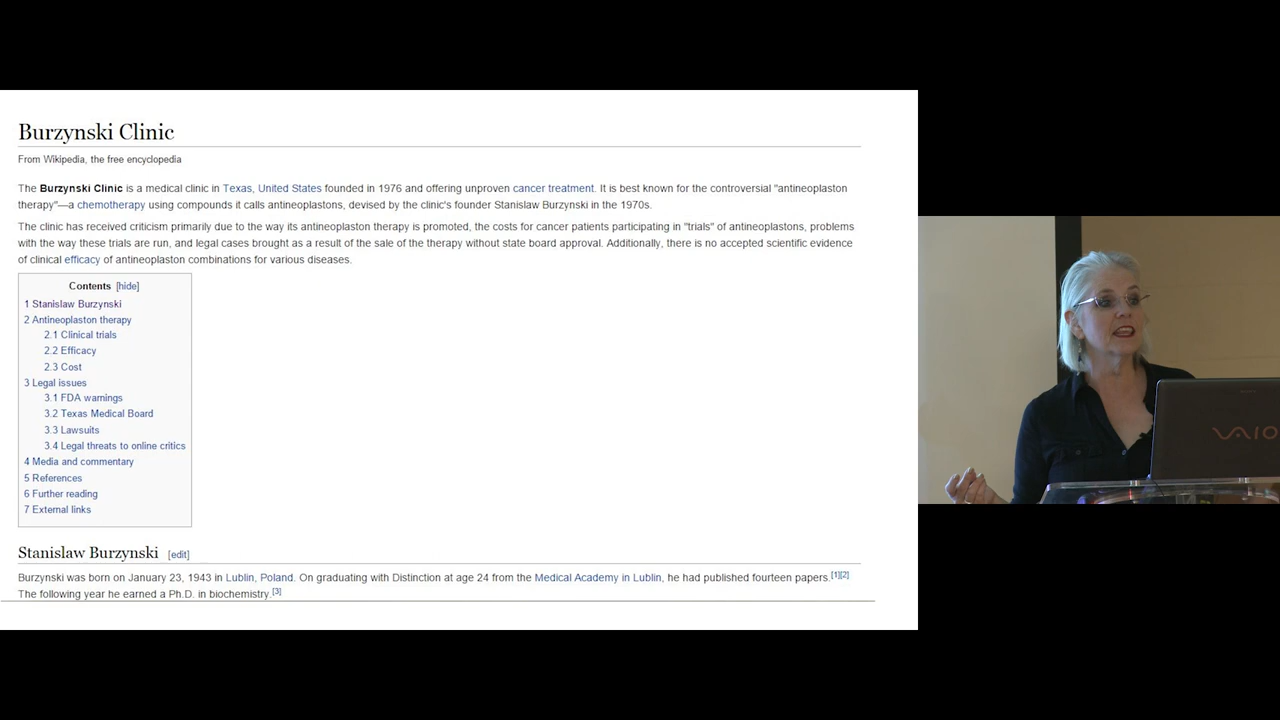 Burzynski Clinic
From Wikipedia, the free encyclopedia
The Burzynski Clinic is a medical clinic in Texas, United States founded in 1976 and offering unproven cancer treatment. It is best known for the controversial "antineoplaston
therapy"—a chemotherapy using compounds it calls antineoplastons, devised by the clinic's founder Stanislaw Burzynski in the 1970s.
The clinic has received criticism primarily due to the way its antineoplaston therapy is promoted, the costs for cancer patients participating in "trials" of antineoplastons, problems
with the way these trials are run, and legal cases brought as a result of the sale of the therapy without state board approval. Additionally, there is no accepted scientific evidence
of clinical efficacy of antineoplaston combinations for various diseases.
Contents [hide]
1 Stanislaw Burzynski
2 Antineoplaston therapy
2.1 Clinical trials
2.2 Efficacy
2.3 Cost
3 Legal issues
3.1 FDA warnings
3.2 Texas Medical Board
3.3 Lawsuits
3.4 Legal threats to online critics
4 Media and commentary
5 References
6 Further reading
7 External links
Stanislaw Burzynski [edit]
Burzynski was born on January 23, 1943 in Lublin, Poland. On graduating with Distinction at age 24 from the Medical Academy in Lublin, he had published fourteen papers.[1][2]
The following year he earned a Ph.D. in biochemistry.[3]
VAIO